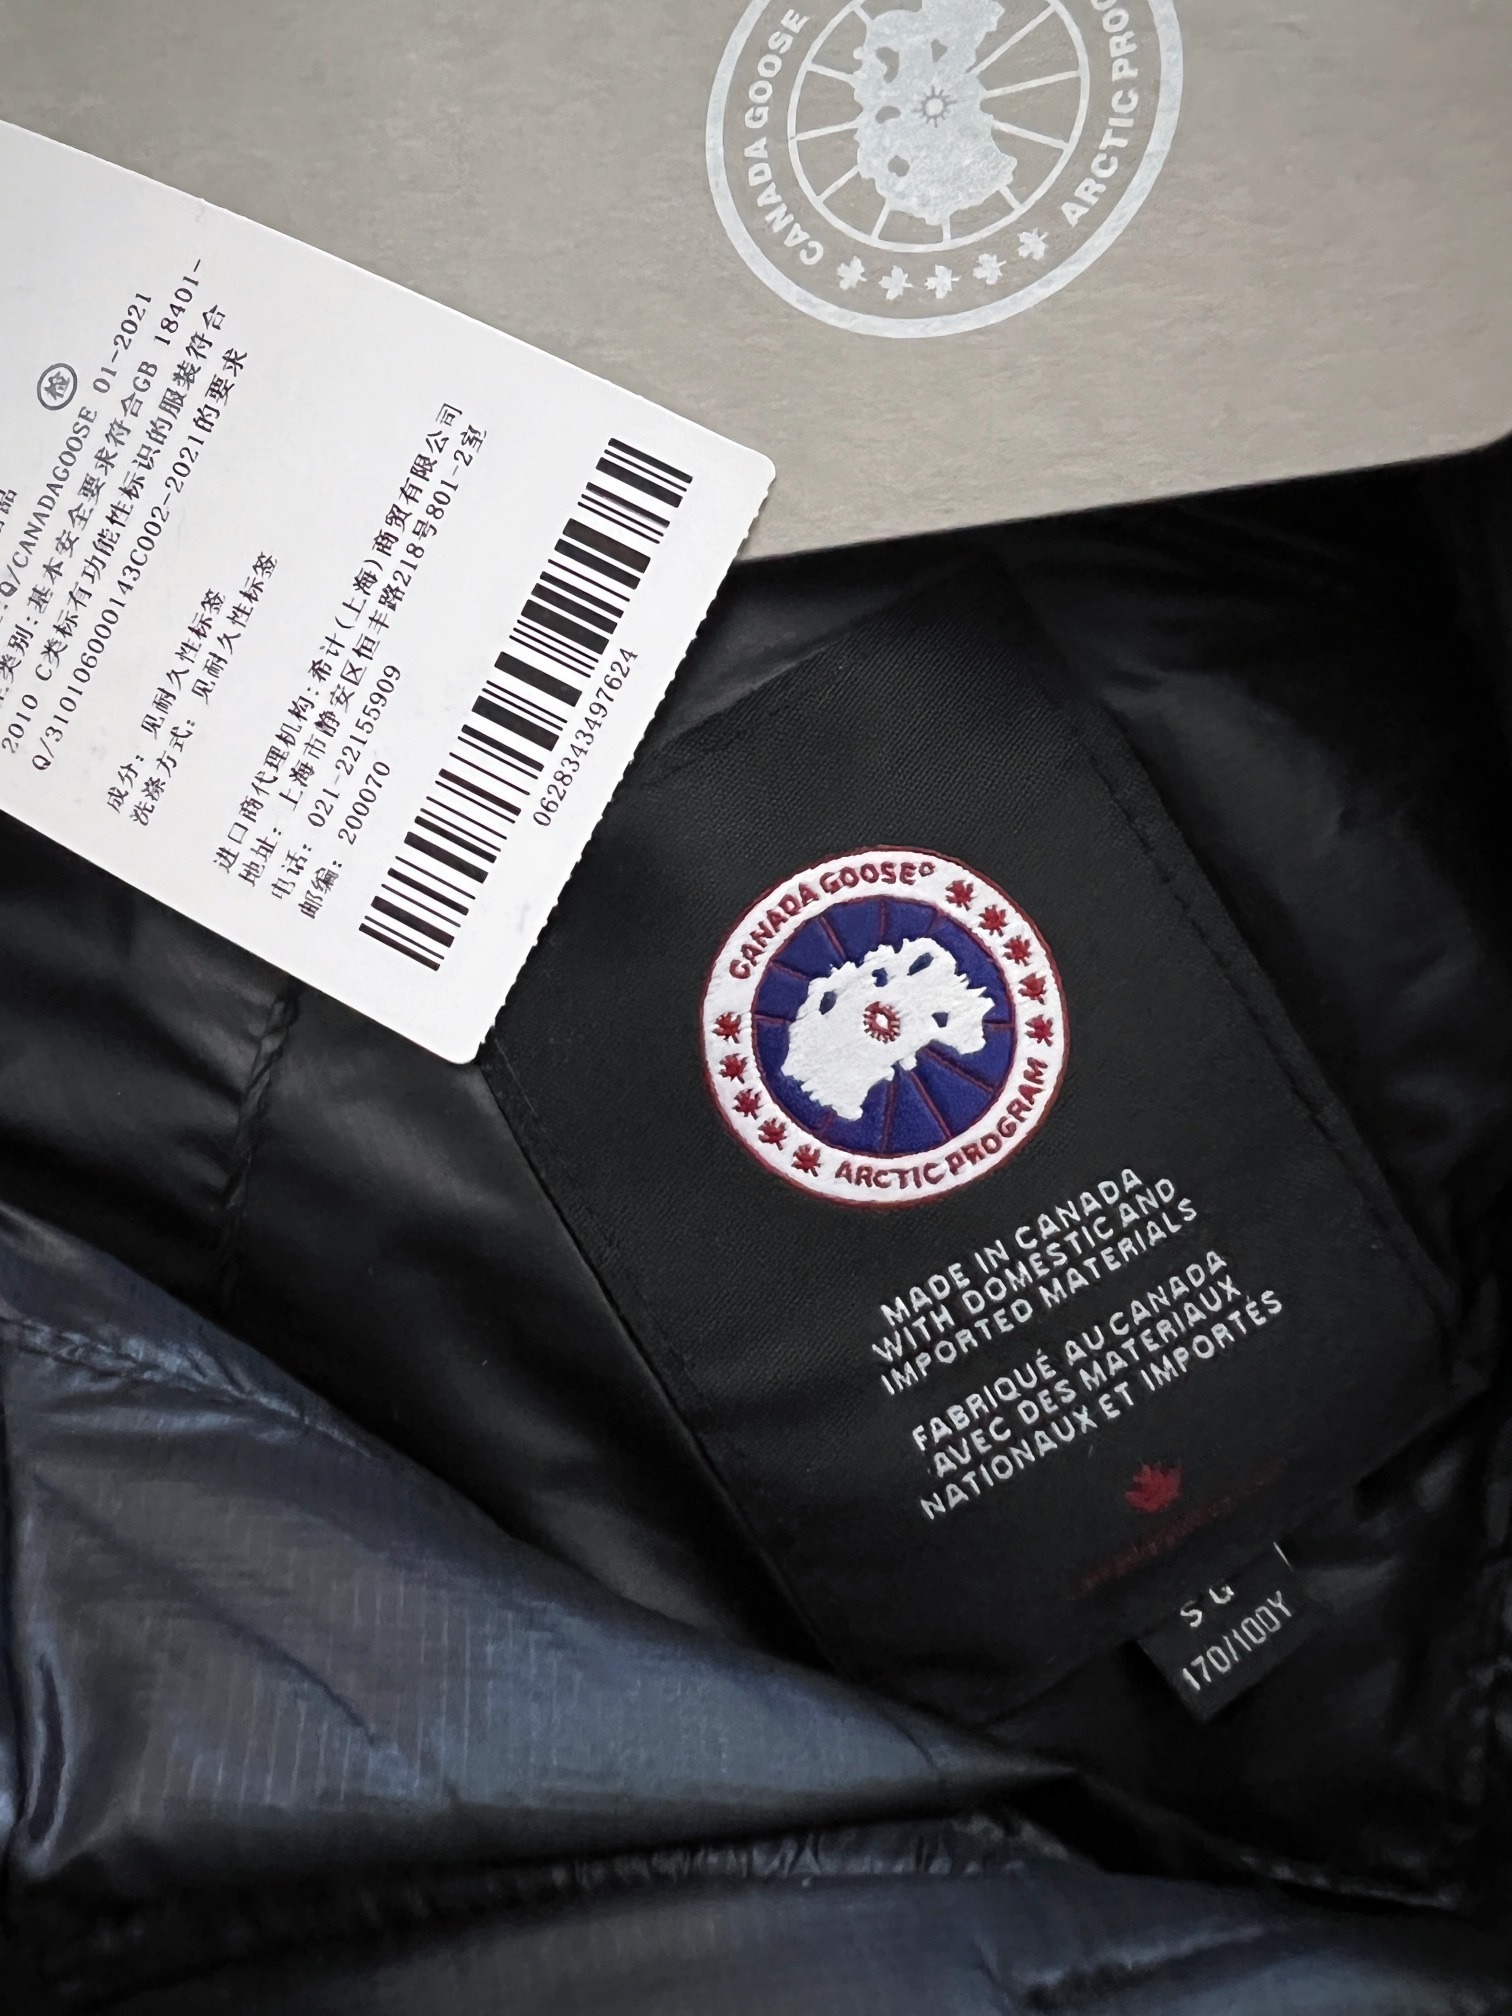 CANADA GOOSE
ARCTIC PRO
检
Q/CANADAGOOSE 01-2021
类别:基本安全要求符合GB 18401-
2010 C类标有功能性标识的服装符合
Q/3101060000143C002-2021的要求
成分: 见耐久性标签
洗涤方式: 见耐久性标签
进口商代理机构:希计(上海)商贸有限公司
地址: 上海市静安区恒丰路218号801-2室
电话: 021-22155909
邮编: 200070
0628343497624
CANADA GOOSE®
ARCTIC PROGRAM
MADE IN CANADA
WITH DOMESTIC AND
IMPORTED MATERIALS
FABRIQUÉ AU CANADA
AVEC DES MATÉRIAUX
NATIONAUX ET IMPORTÉS
170/100Y